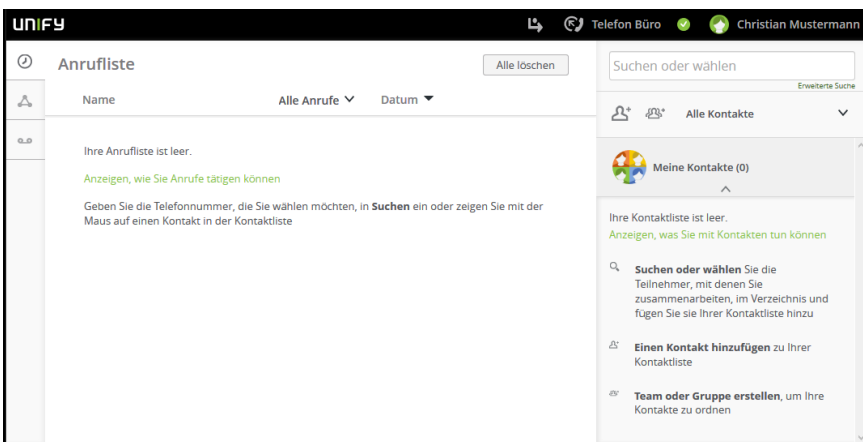 UNIFY
Telefon Büro
Christian Mustermann
Anrufliste
Alle löschen
Name
Alle Anrufe
Datum
Ihre Anrufliste ist leer.
Anzeigen, wie Sie Anrufe tätigen können
Geben Sie die Telefonnummer, die Sie wählen möchten, in Suchen ein oder zeigen Sie mit der
Maus auf einen Kontakt in der Kontaktliste
Suchen oder wählen
Erweiterte Suche
Alle Kontakte
Meine Kontakte (0)
Ihre Kontaktliste ist leer.
Anzeigen, was Sie mit Kontakten tun können
Suchen oder wählen Sie die
Teilnehmer, mit denen Sie
zusammenarbeiten, im Verzeichnis und
fügen Sie sie Ihrer Kontaktliste hinzu
Einen Kontakt hinzufügen zu Ihrer
Kontaktliste
Team oder Gruppe erstellen, um Ihre
Kontakte zu ordnen